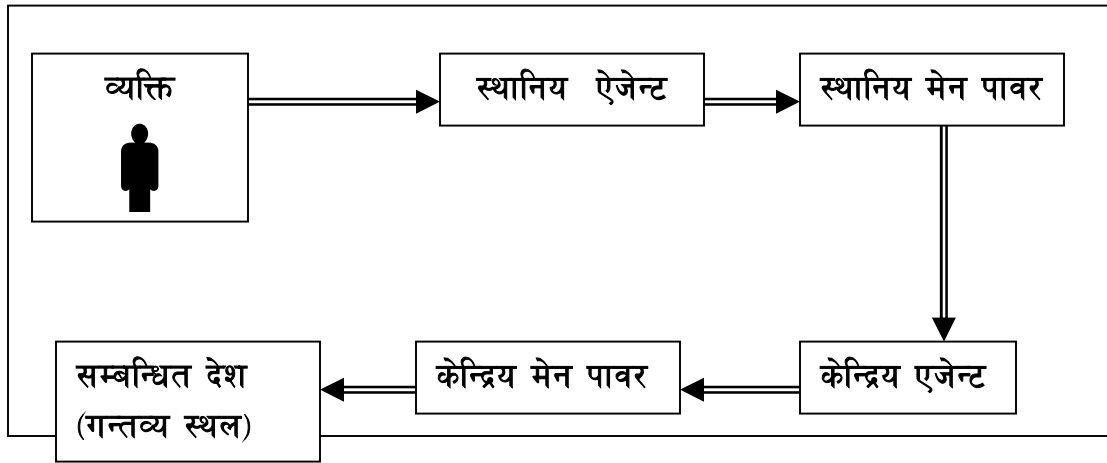 व्यक्ति
स्थानिय ऐजेन्ट
स्थानिय मेन पावर
केन्द्रिय एजेन्ट
केन्द्रिय मेन पावर
सम्बन्धित देश
(गन्तव्य स्थल)